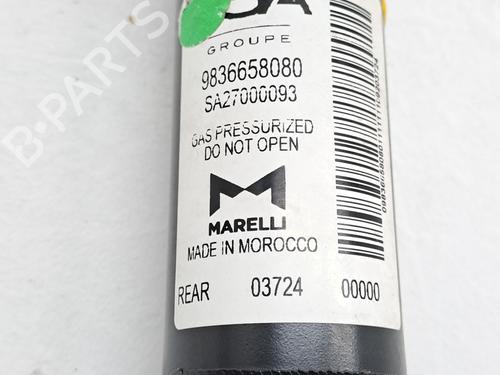 GROUPE
9836658080
SA27000093
GAS PRESSURIZED
DO NOT OPEN
MARELLI
MADE IN MOROCCO
REAR 03724 00000
B-PARTS